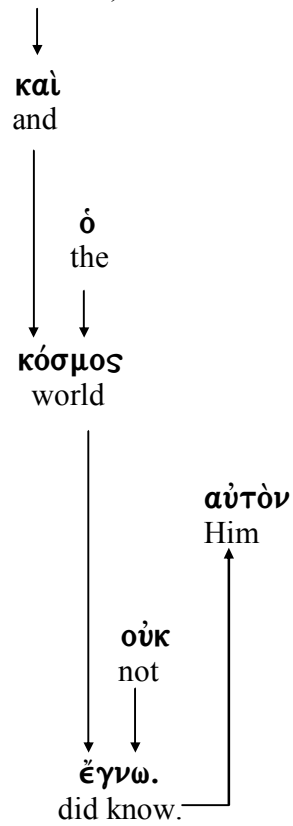 καὶ
and
ὁ
the
κόσμος
world
αὐτὸν
Him
οὐκ
not
ἔγνω.
did know.